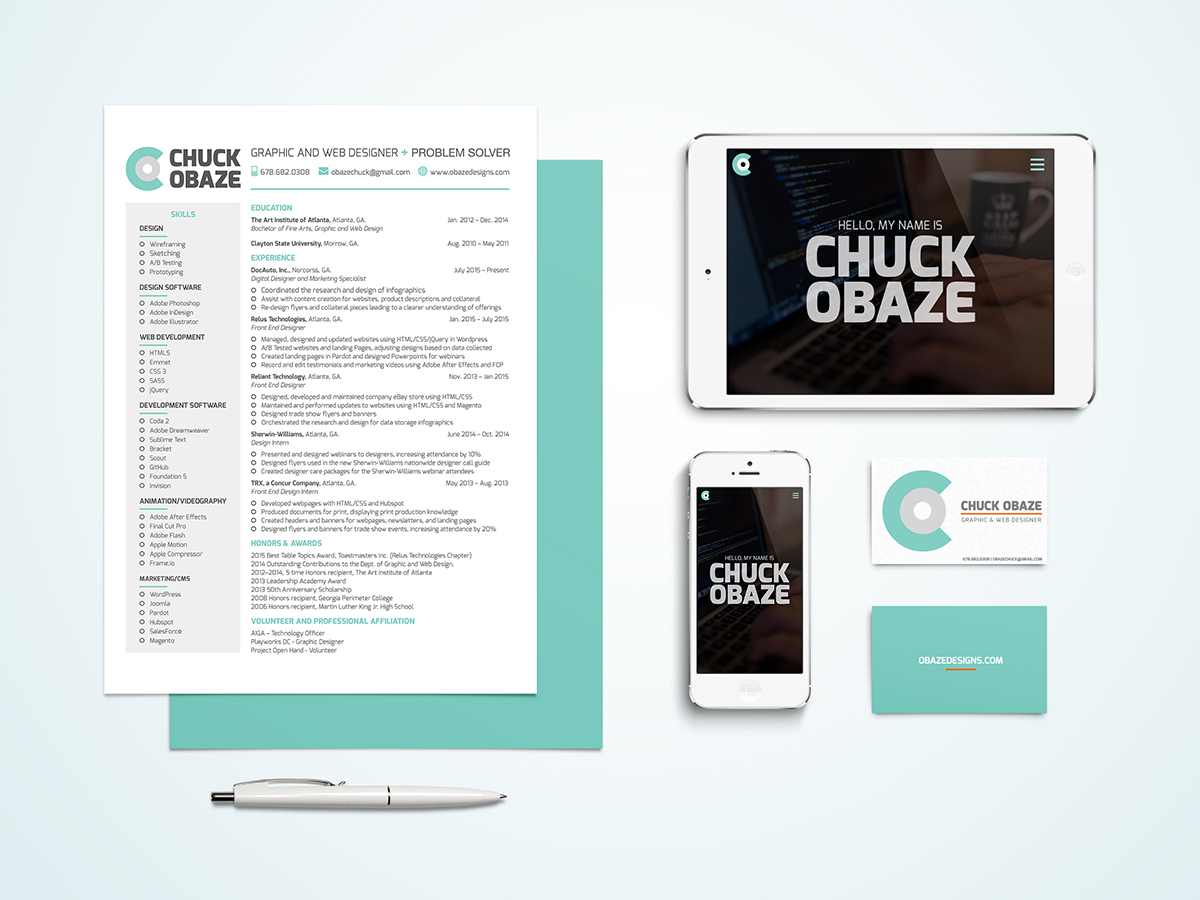 CHUCK
OBAZE
GRAPHIC AND WEB DESIGNER + PROBLEM SOLVER
678.682.0308 obazechuck@gmail.com www.obazedesigns.com
SKILLS
DESIGN
Wireframing
Sketching
A/B Testing
Prototyping
DESIGN SOFTWARE
Adobe Photoshop
Adobe InDesign
Adobe Illustrator
WEB DEVELOPMENT
HTML5
Emmet
CSS 3
SASS
jQuery
DEVELOPMENT SOFTWARE
Coda 2
Adobe Dreamweaver
Sublime Text
Bracket
Scout
GitHub
Foundation 5
Invision
ANIMATION/VIDEOGRAPHY
Adobe After Effects
Final Cut Pro
Adobe Flash
Apple Motion
Apple Compressor
Frame.io
MARKETING/CMS
WordPress
Joomla
Pardot
Hubspot
SalesForce
Magento
EDUCATION
The Art Institute of Atlanta, Atlanta, GA. Jan. 2012 – Dec. 2014
Bachelor of Fine Arts, Graphic and Web Design
Clayton State University, Morrow, GA. Aug. 2010 – May 2011
EXPERIENCE
DocAuto, Inc., Norcorss, GA. July 2015 – Present
Digital Designer and Marketing Specialist
Coordinated the research and design of infographics
Assist with content creation for websites, product descriptions and collateral
Re-design flyers and collateral pieces leading to a clearer understanding of offerings
Relus Technologies, Atlanta, GA. Jan. 2015 – July 2015
Front End Designer
Managed, designed and updated websites using HTML/CSS/jQuery in Wordpress
A/B Tested websites and landing Pages, adjusting designs based on data collected
Created landing pages in Pardot and designed Powerpoints for webinars
Record and edit testimonials and marketing videos using Adobe After Effects and FCP
Reliant Technology, Atlanta, GA. Nov. 2013 – Jan 2015
Front End Designer
Designed, developed and maintained company eBay store using HTML/CSS
Maintained and performed updates to websites using HTML/CSS and Magento
Designed trade show flyers and banners
Orchestrated the research and design for data storage infographics
Sherwin-Williams, Atlanta, GA. June 2014 – Oct. 2014
Design Intern
Presented and designed webinars to designers, increasing attendance by 10%
Designed flyers used in the new Sherwin-Williams nationwide designer call guide
Created designer care packages for the Sherwin-Williams webinar attendees
TRX, a Concur Company, Atlanta, GA. May 2013 – Aug. 2013
Front End Design Intern
Developed webpages with HTML/CSS and Hubspot
Produced documents for print, displaying print production knowledge
Created headers and banners for webpages, newsletters, and landing pages
Designed flyers and banners for trade show events, increasing attendance by 20%
HONORS & AWARDS
2015 Best Table Topics Award, Toastmasters Inc. (Relus Technologies Chapter)
2014 Outstanding Contributions to the Dept. of Graphic and Web Design.
2012–2014, 5 time Honors recipient, The Art Institute of Atlanta
2013 Leadership Academy Award
2013 50th Anniversary Scholarship
2008 Honors recipient, Georgia Perimeter College
2006 Honors recipient, Martin Luther King Jr. High School.
VOLUNTEER AND PROFESSIONAL AFFILIATION
AIGA – Technology Officer
Playworks DC - Graphic Designer
Project Open Hand - Volunteer
HELLO, MY NAME IS
CHUCK
OBAZE
HELLO, MY NAME IS
CHUCK
OBAZE
CHUCK OBAZE
GRAPHIC & WEB DESIGNER
678.682.0308 | OBAZECHUCK@GMAIL.COM
OBAZEDESIGNS.COM